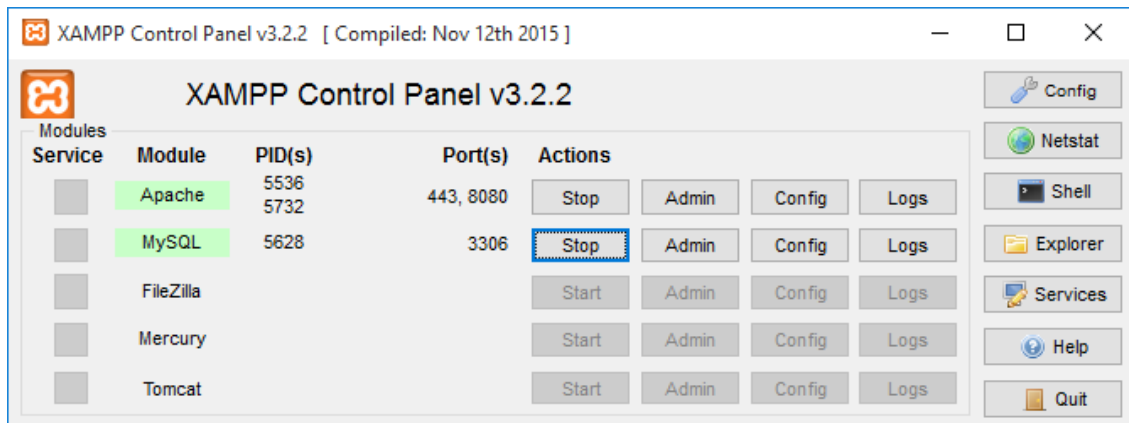 XAMPP Control Panel v3.2.2 [ Compiled: Nov 12th 2015 ]
XAMPP Control Panel v3.2.2
Config
Modules
Netstat
Service Module PID(s) Port(s) Actions
Apache 5536 5732 443, 8080 Stop Admin Config Logs
Shell
MySQL 5628 3306 Stop Admin Config Logs
Explorer
FileZilla Start Admin Config Logs
Services
Mercury Start Admin Config Logs
Help
Tomcat Start Admin Config Logs
Quit